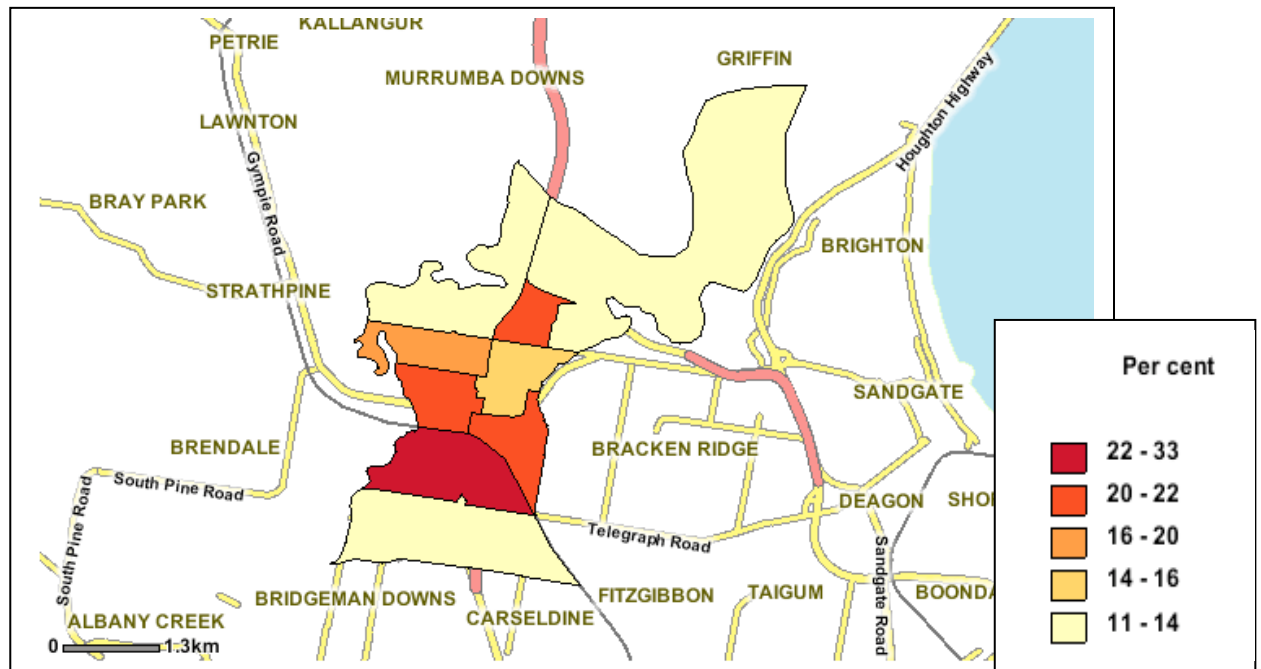 KALLANGUR
PETRIE
GRIFFIN
MURRUMBA DOWNS
LAWNTON
Houghton Highway
Gympie Road
BRAY PARK
BRIGHTON
STRATHPINE
SANDGATE
BRENDALE
BRACKEN RIDGE
South Pine Road
DEAGON
SHO
South Pine Road
Telegraph Road
Sandgate Road
BRIDGEMAN DOWNS
FITZGIBBON
TAIGUM
BOONDA
ALBANY CREEK
CARSELDINE
0 1.3km
Per cent
22 - 33
20 - 22
16 - 20
14 - 16
11 - 14